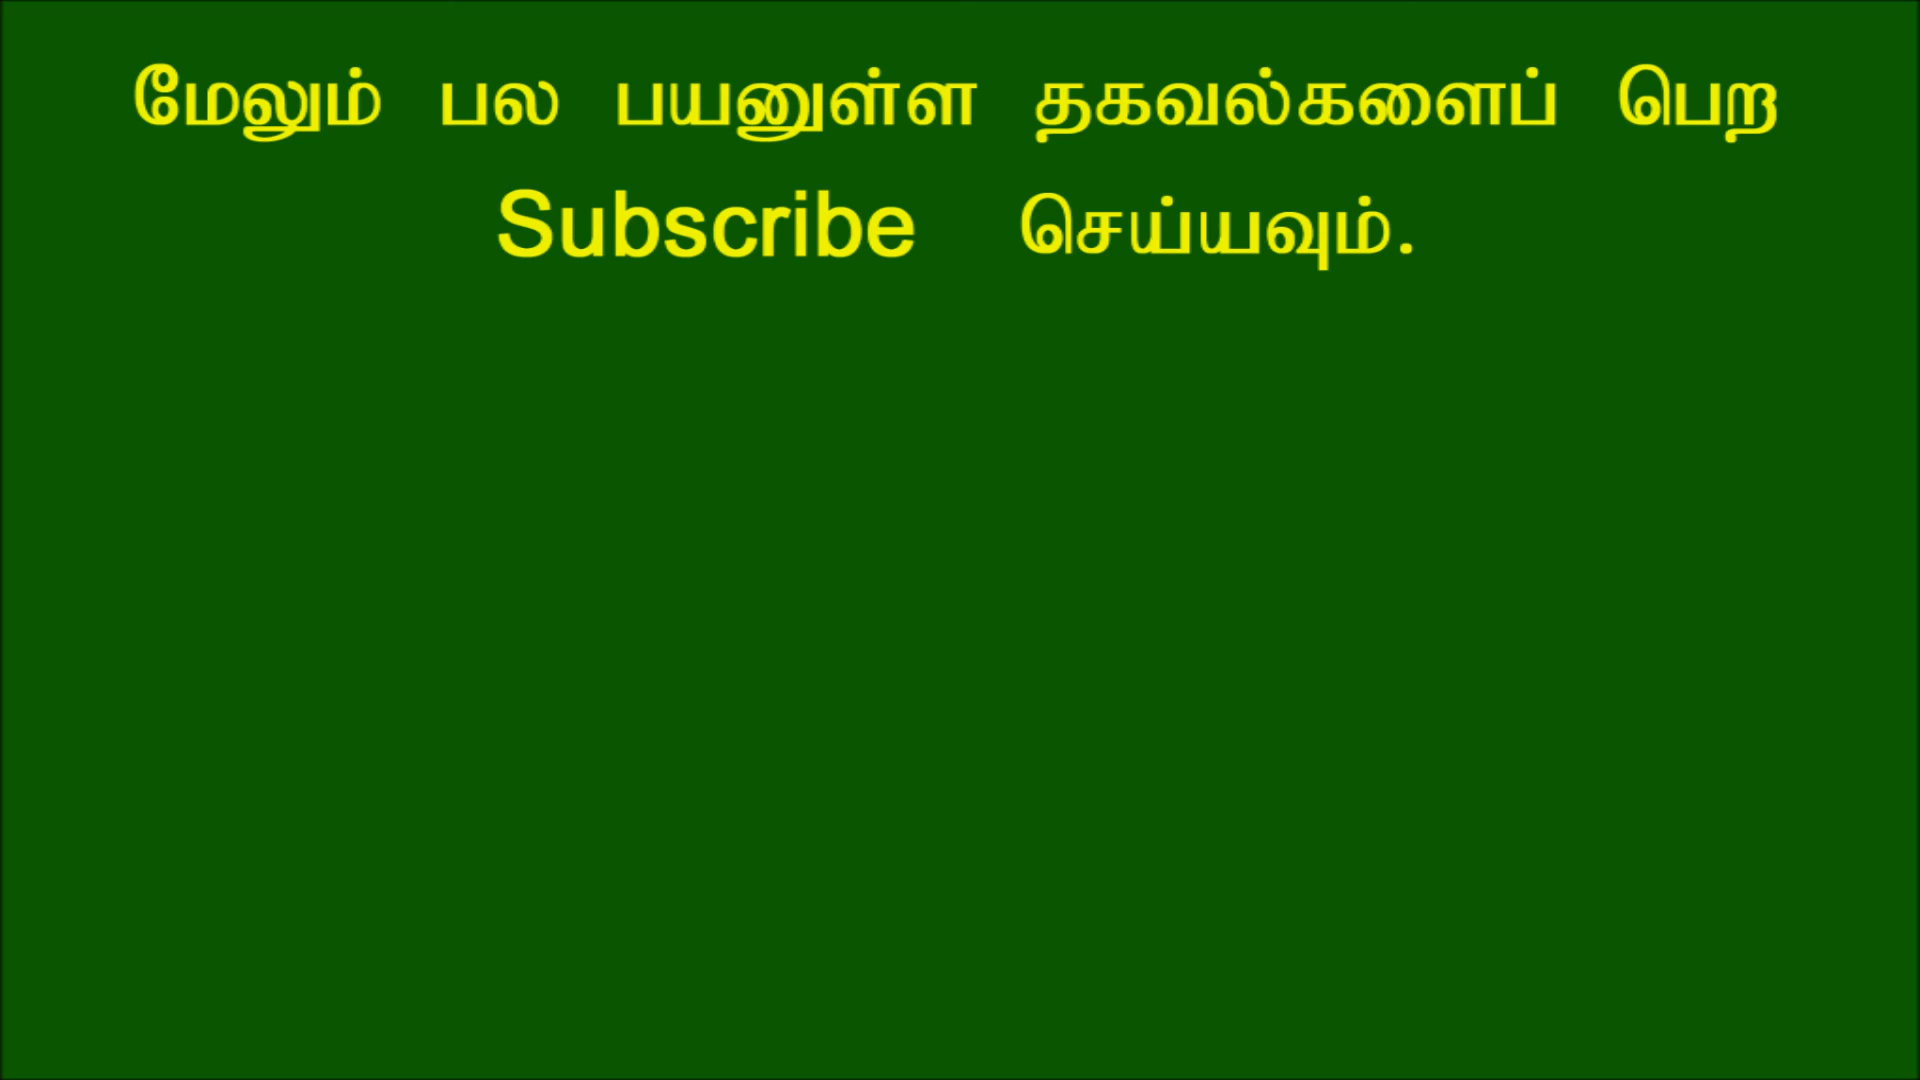 மேலும் பல பயனுள்ள தகவல்களைப் பெற
Subscribe செய்யவும்.